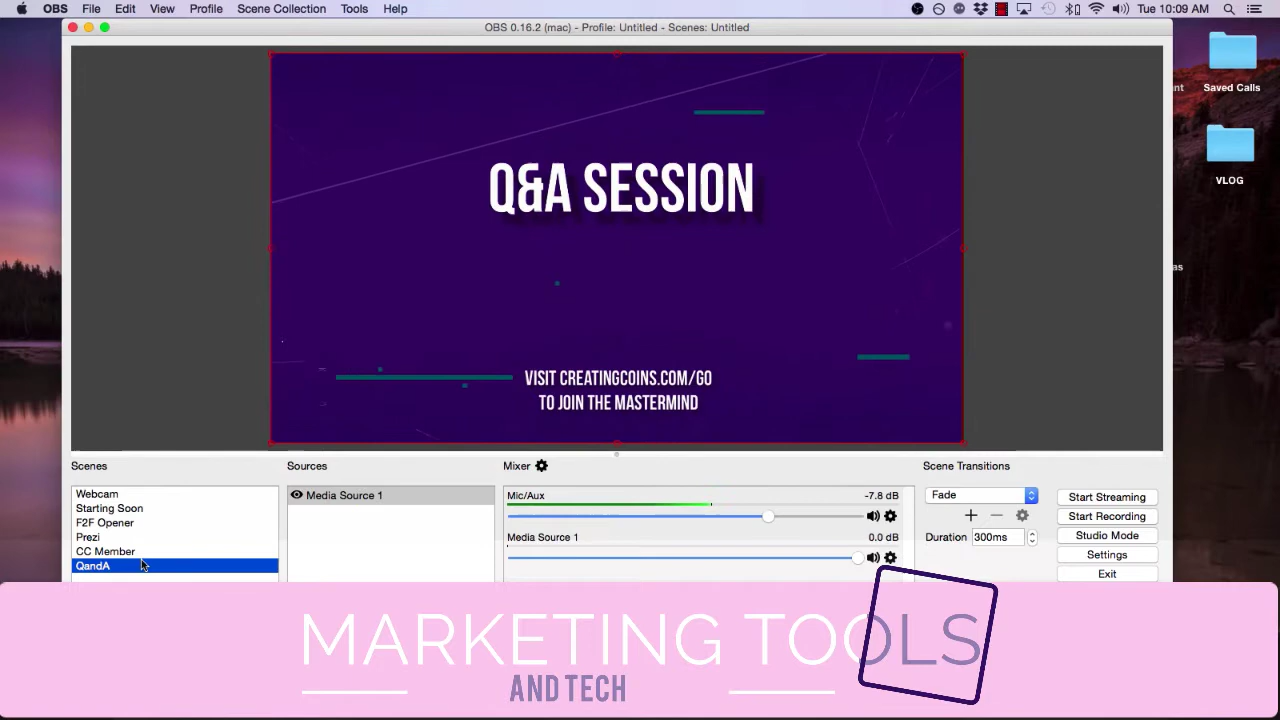 OBS File Edit View Profile Scene Collection Tools Help Tue 10:09 AM
OBS 0.16.2 (mac) - Profile: Untitled - Scenes: Untitled
Saved Calls
nt
VLOG
as
Q&A SESSION
VISIT CREATINGCOINS.COM/GO
TO JOIN THE MASTERMIND
Scenes
Webcam
Starting Soon
F2F Opener
Prezi
CC Member
QandA
Sources
Media Source 1
Mixer
Mic/Aux -7.8 dB
Media Source 1 0.0 dB
Scene Transitions
Fade
Duration 300ms
Start Streaming
Start Recording
Studio Mode
Settings
Exit
MARKETING TOOLS
AND TECH